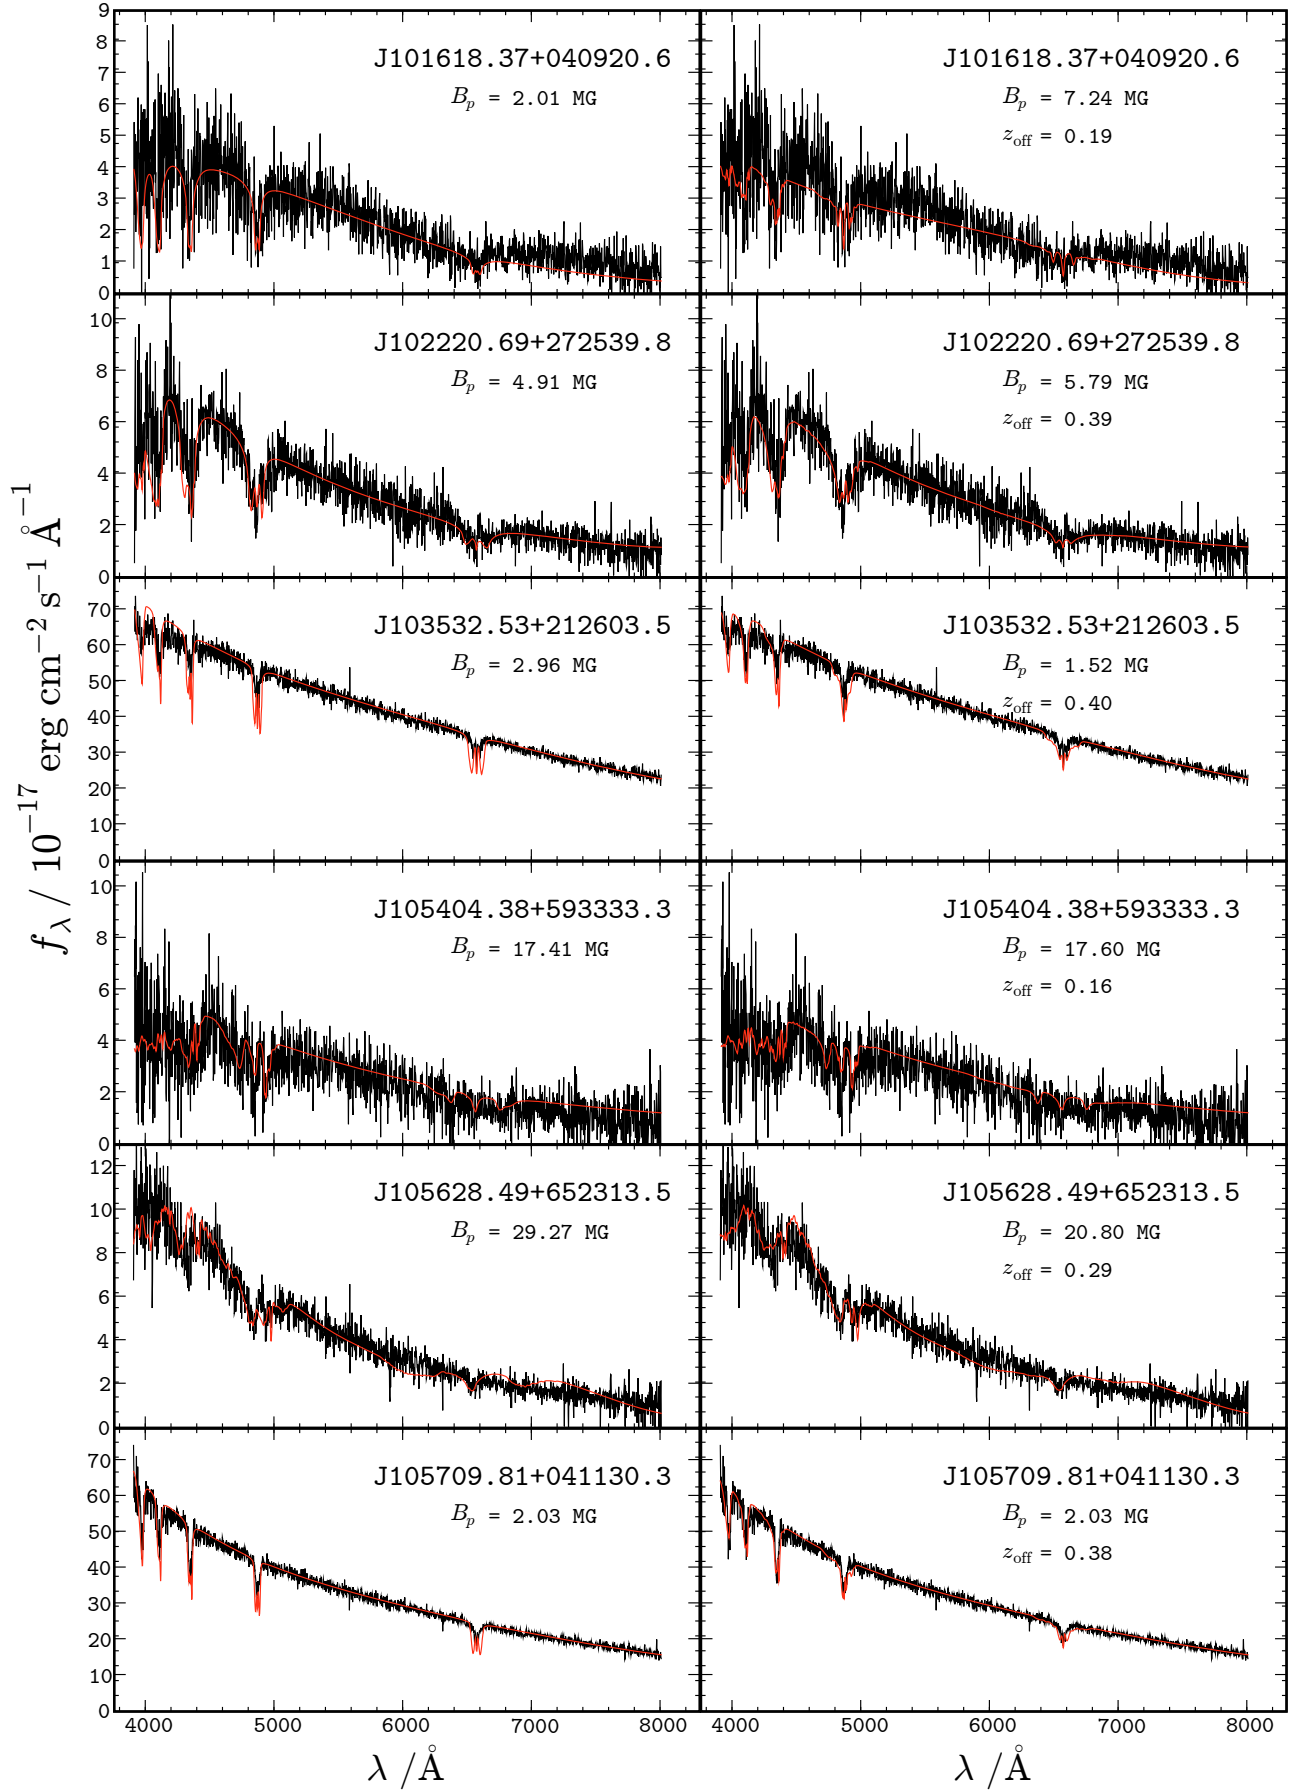 f_λ / 10^−17 erg cm^−2 s^−1 Å^−1
9
8
7
6
5
4
3
2
1
0
J101618.37+040920.6
B_p = 2.01 MG
J101618.37+040920.6
B_p = 7.24 MG
z_off = 0.19
10
8
6
4
2
0
J102220.69+272539.8
B_p = 4.91 MG
J102220.69+272539.8
B_p = 5.79 MG
z_off = 0.39
70
60
50
40
30
20
10
0
J103532.53+212603.5
B_p = 2.96 MG
J103532.53+212603.5
B_p = 1.52 MG
z_off = 0.40
10
8
6
4
2
0
J105404.38+593333.3
B_p = 17.41 MG
J105404.38+593333.3
B_p = 17.60 MG
z_off = 0.16
12
10
8
6
4
2
0
J105628.49+652313.5
B_p = 29.27 MG
J105628.49+652313.5
B_p = 20.80 MG
z_off = 0.29
70
60
50
40
30
20
10
0
J105709.81+041130.3
B_p = 2.03 MG
J105709.81+041130.3
B_p = 2.03 MG
z_off = 0.38
4000 5000 6000 7000 8000
4000 5000 6000 7000 8000
λ /Å
λ /Å